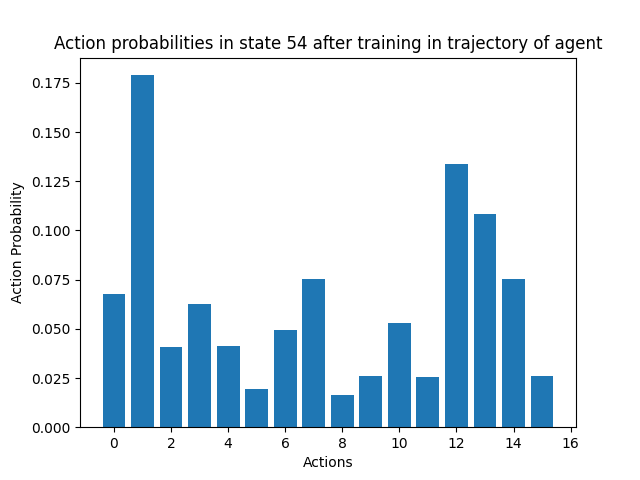 Action probabilities in state 54 after training in trajectory of agent
Action Probability
0.175
0.150
0.125
0.100
0.075
0.050
0.025
0.000
0 2 4 6 8 10 12 14 16
Actions